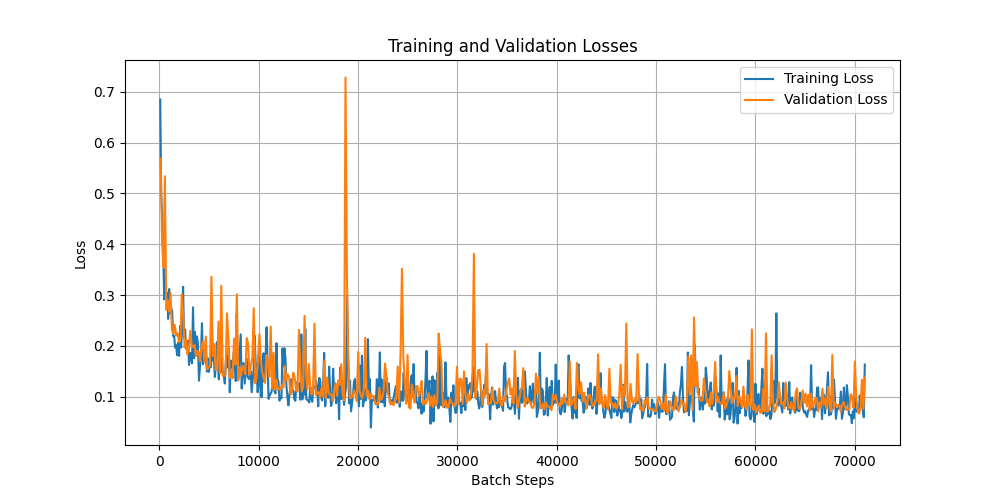 Training and Validation Losses
Training Loss
Validation Loss
Loss
0.7
0.6
0.5
0.4
0.3
0.2
0.1
0 10000 20000 30000 40000 50000 60000 70000
Batch Steps